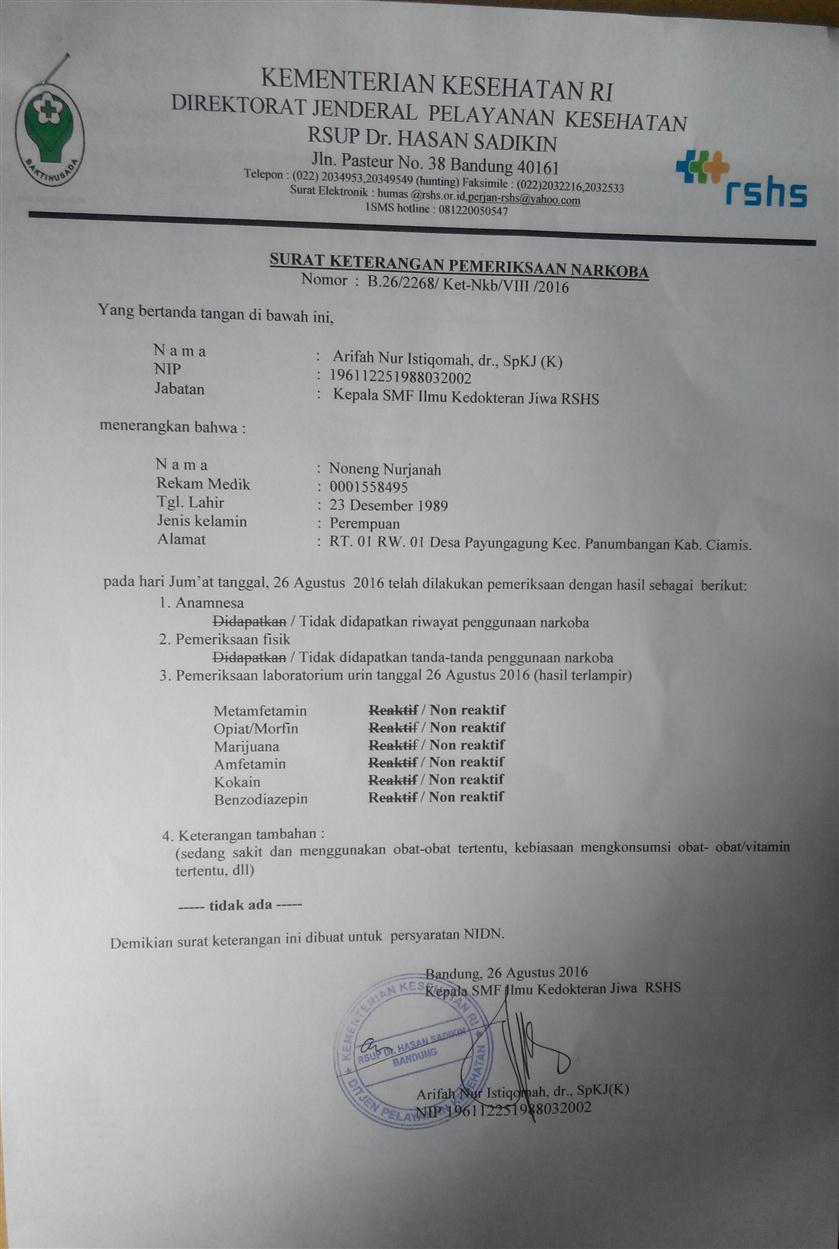 KEMENTERIAN KESEHATAN RI
DIREKTORAT JENDERAL PELAYANAN KESEHATAN
RSUP Dr. HASAN SADIKIN
Jln. Pasteur No. 38 Bandung 40161
Telepon : (022) 2034953,20349549 (hunting) Faksimile : (022)2032216,2032533
Surat Elektronik : humas @rshs.or.id,perjan-rshs@yahoo.com
1SMS hotline : 081220050547
BAKTI HUSADA
rshs
SURAT KETERANGAN PEMERIKSAAN NARKOBA
Nomor : B.26/2268/ Ket-Nkb/VIII /2016
Yang bertanda tangan di bawah ini,
N a m a : Arifah Nur Istiqomah, dr., SpKJ (K)
NIP : 196112251988032002
Jabatan : Kepala SMF Ilmu Kedokteran Jiwa RSHS
menerangkan bahwa :
N a m a : Noneng Nurjanah
Rekam Medik : 0001558495
Tgl. Lahir : 23 Desember 1989
Jenis kelamin : Perempuan
Alamat : RT. 01 RW. 01 Desa Payungagung Kec. Panumbangan Kab. Ciamis.
pada hari Jum'at tanggal, 26 Agustus 2016 telah dilakukan pemeriksaan dengan hasil sebagai berikut:
1. Anamnesa
Didapatkan / Tidak didapatkan riwayat penggunaan narkoba
2. Pemeriksaan fisik
Didapatkan / Tidak didapatkan tanda-tanda penggunaan narkoba
3. Pemeriksaan laboratorium urin tanggal 26 Agustus 2016 (hasil terlampir)
Metamfetamin Reaktif / Non reaktif
Opiat/Morfin Reaktif / Non reaktif
Marijuana Reaktif / Non reaktif
Amfetamin Reaktif / Non reaktif
Kokain Reaktif / Non reaktif
Benzodiazepin Reaktif / Non reaktif
4. Keterangan tambahan :
(sedang sakit dan menggunakan obat-obat tertentu, kebiasaan mengkonsumsi obat- obat/vitamin
tertentu, dll)
----- tidak ada -----
Demikian surat keterangan ini dibuat untuk persyaratan NIDN.
Bandung, 26 Agustus 2016
Kepala SMF Ilmu Kedokteran Jiwa RSHS
KEMENTERIAN KESEHATAN RI
RSUP Dr. HASAN SADIKIN
BANDUNG
DITJEN PELAYANAN KESEHATAN
Arifah Nur Istiqomah, dr., SpKJ(K)
NIP 196112251988032002